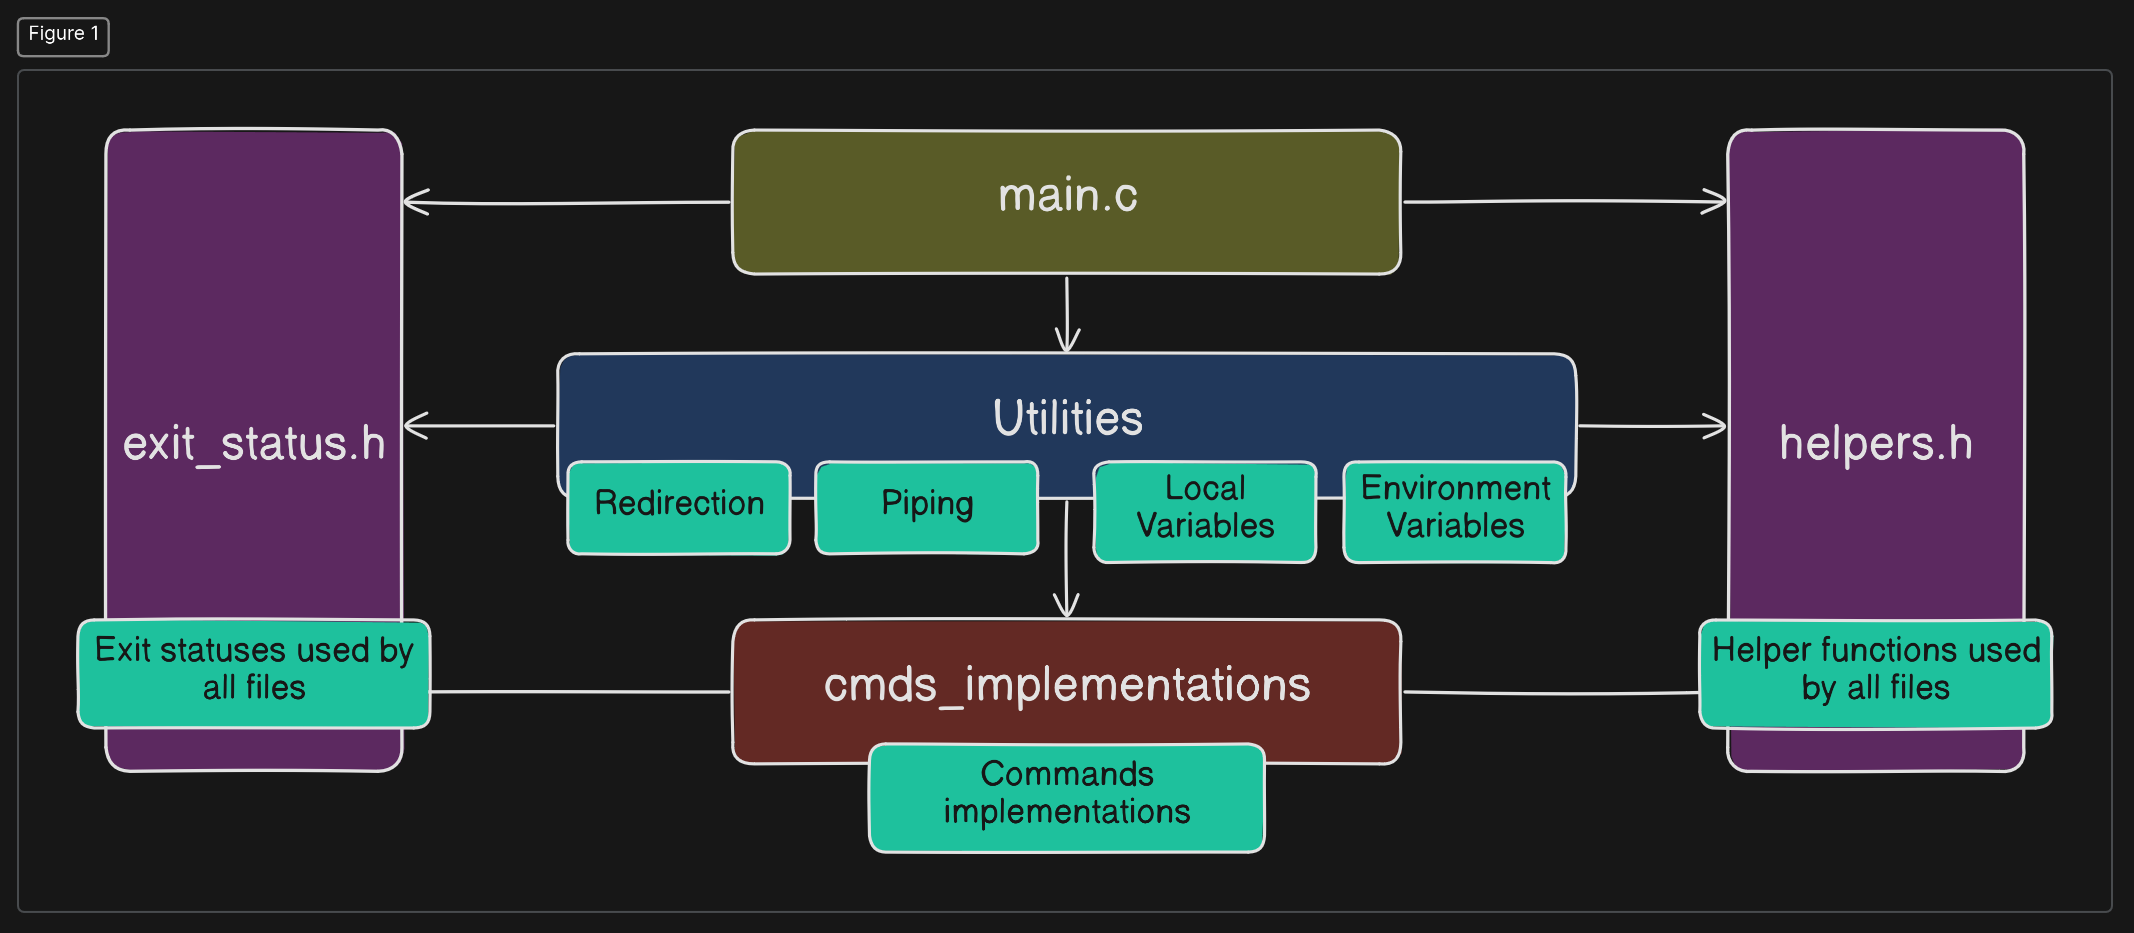 Figure 1
main.c
exit_status.h
Utilities
helpers.h
Redirection
Piping
Local
Variables
Environment
Variables
Exit statuses used by
all files
cmds_implementations
Helper functions used
by all files
Commands
implementations